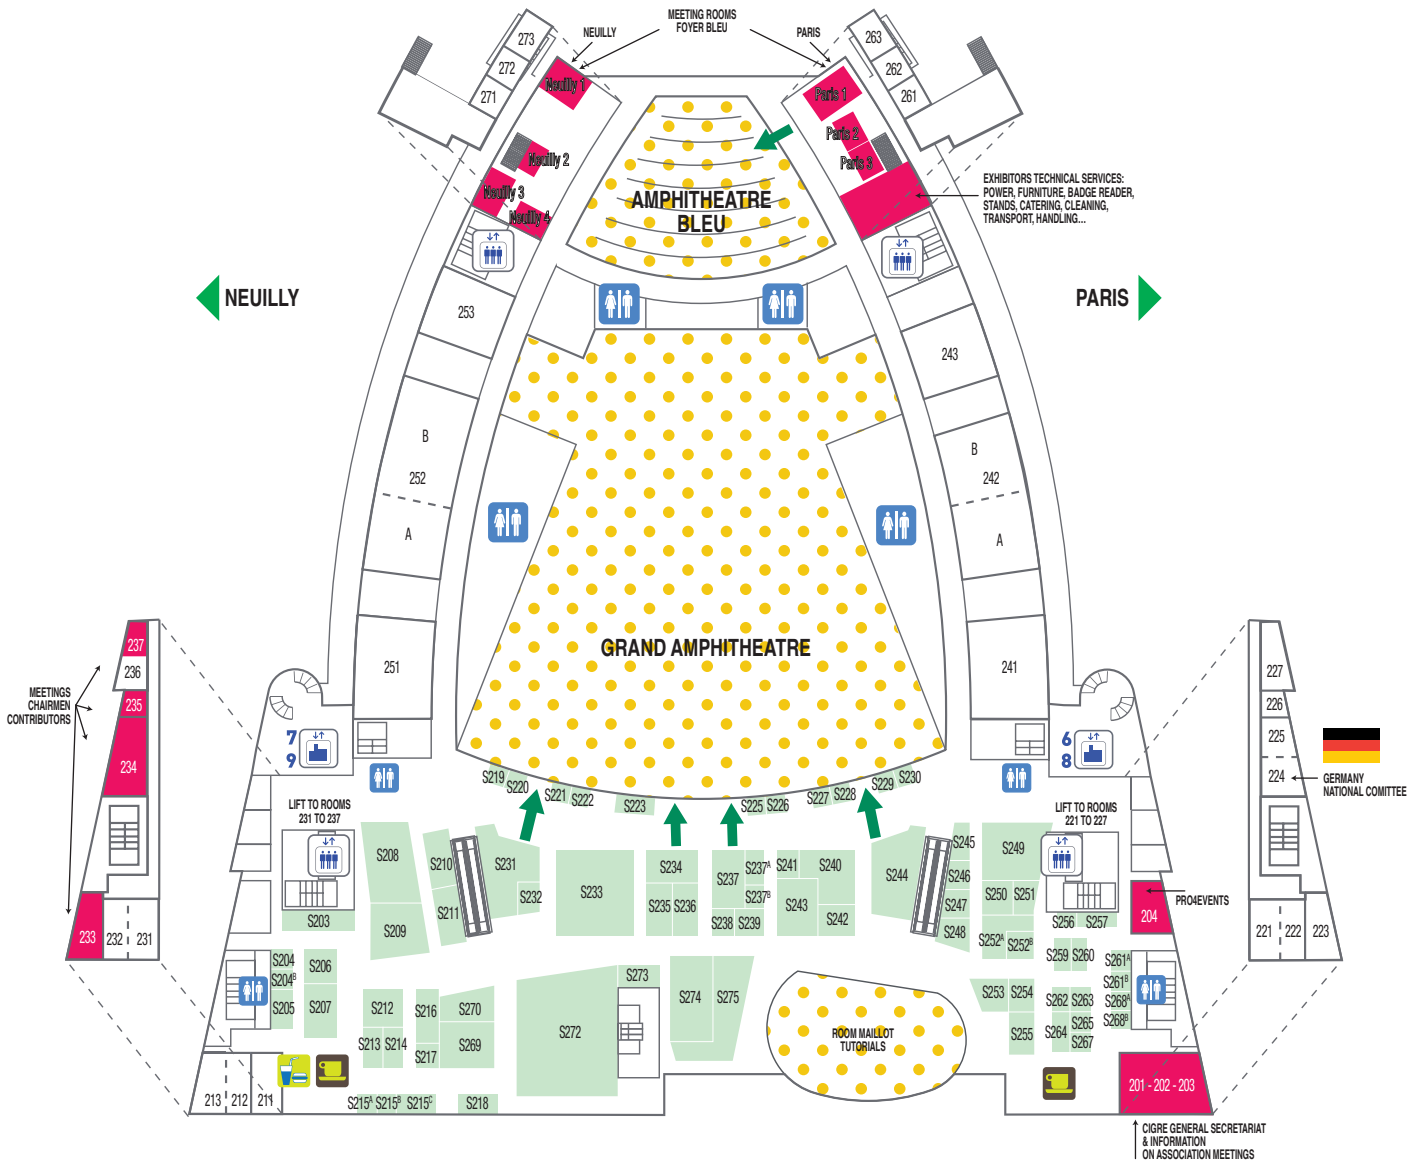 MEETING ROOMS
FOYER BLEU
NEUILLY
PARIS
273
272
271
263
262
261
Neuilly 1
Neuilly 2
Neuilly 3
Neuilly 4
Paris 1
Paris 2
Paris 3
EXHIBITORS TECHNICAL SERVICES:
POWER, FURNITURE, BADGE READER,
STANDS, CATERING, CLEANING,
TRANSPORT, HANDLING...
AMPHITHEATRE
BLEU
NEUILLY
PARIS
253
243
B
252
A
B
242
A
251
241
GRAND AMPHITHEATRE
237
236
235
234
233
232
231
MEETINGS
CHAIRMEN
CONTRIBUTORS
227
226
225
224
221
222
223
GERMANY
NATIONAL COMITTEE
7
9
6
8
LIFT TO ROOMS
231 TO 237
LIFT TO ROOMS
221 TO 227
S219
S220
S221
S222
S223
S225
S226
S227
S228
S229
S230
S208
S210
S231
S232
S211
S209
S203
S233
S234
S235
S236
S237
S237A
S237B
S238
S239
S241
S240
S243
S242
S244
S245
S246
S247
S248
S249
S250
S251
S252A
S252B
S256
S257
204
PRO4EVENTS
S204
S204B
S205
S206
S207
S212
S213
S214
S216
S217
S270
S269
S272
S273
S274
S275
ROOM MAILLOT
TUTORIALS
S253
S254
S255
S259
S260
S261A
S261B
S262
S263
S264
S265
S267
S268A
S268B
213
212
211
S215A
S215B
S215C
S218
201 - 202 - 203
CIGRE GENERAL SECRETARIAT
& INFORMATION
ON ASSOCIATION MEETINGS